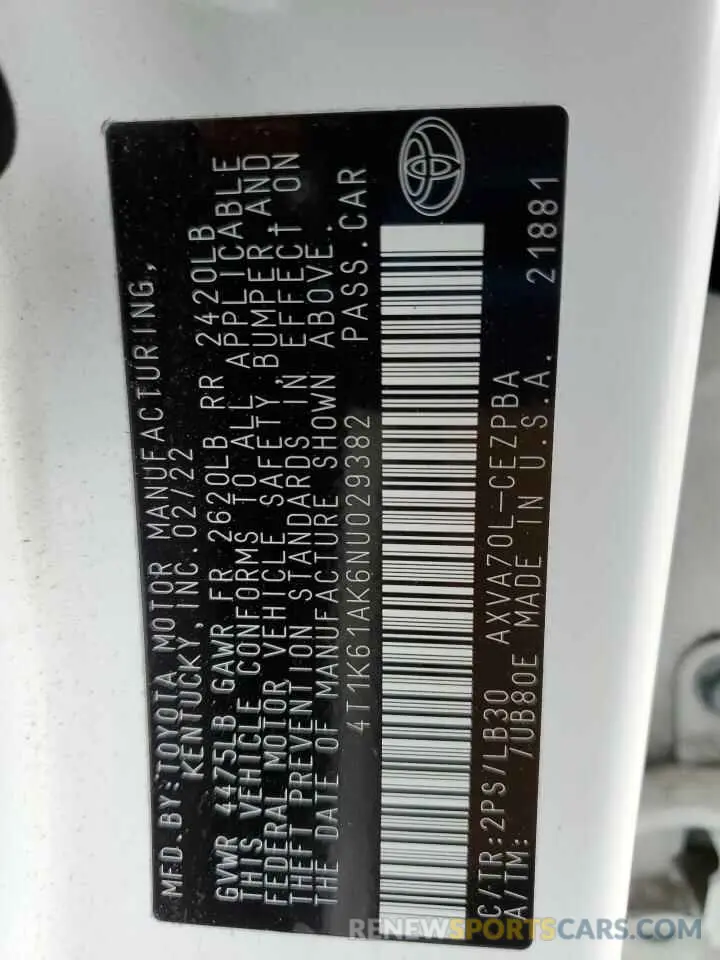 MFD. BY: TOYOTA MOTOR MANUFACTURING,
KENTUCKY, INC. 02/22
GVWR 4475LB GAWR FR 2620LB RR 2420LB
THIS VEHICLE CONFORMS TO ALL APPLICABLE
FEDERAL MOTOR VEHICLE SAFETY, BUMPER, AND
THEFT PREVENTION STANDARDS IN EFFECT ON
THE DATE OF MANUFACTURE SHOWN ABOVE.
4T1K61AK6NU029382 PASS. CAR
C/TR: 2PS/LB30 AXVA70L-CEZPBA
A/TM: /UB80E MADE IN U.S.A. 21881
RENEWSPORTSCARS.COM